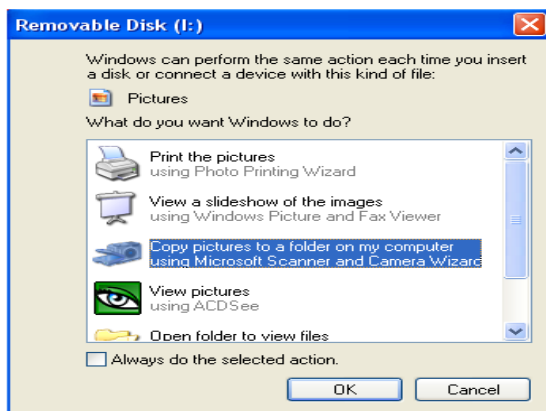 Removable Disk (I:)
Windows can perform the same action each time you insert
a disk or connect a device with this kind of file:
Pictures
What do you want Windows to do?
Print the pictures
using Photo Printing Wizard
View a slideshow of the images
using Windows Picture and Fax Viewer
Copy pictures to a folder on my computer
using Microsoft Scanner and Camera Wizard
View pictures
using ACDSee
Open folder to view files
Always do the selected action.
OK
Cancel